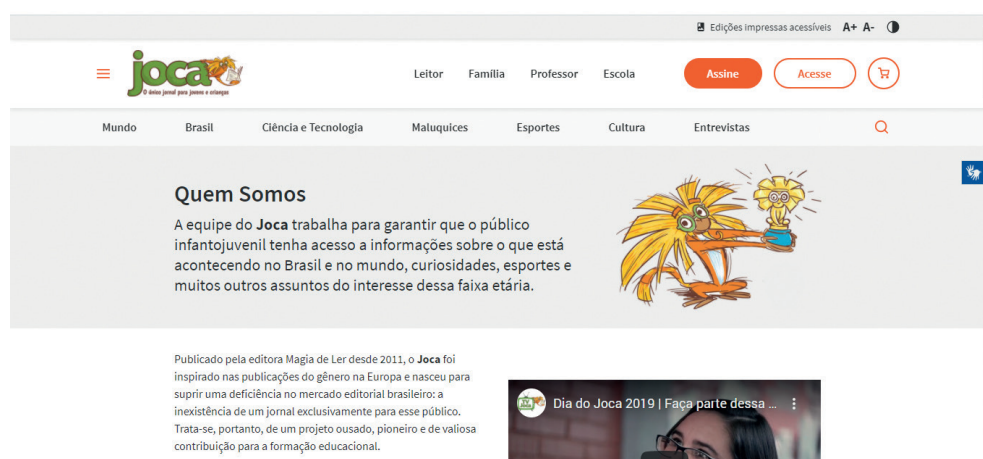 Edições impressas acessíveis A+ A-
joca
O único jornal para jovens e crianças
Leitor Família Professor Escola Assine Acesse
Mundo Brasil Ciência e Tecnologia Maluquices Esportes Cultura Entrevistas
Quem Somos
A equipe do Joca trabalha para garantir que o público
infantojuvenil tenha acesso a informações sobre o que está
acontecendo no Brasil e no mundo, curiosidades, esportes e
muitos outros assuntos do interesse dessa faixa etária.
Publicado pela editora Magia de Ler desde 2011, o Joca foi
inspirado nas publicações do gênero na Europa e nasceu para
suprir uma deficiência no mercado editorial brasileiro: a
inexistência de um jornal exclusivamente para esse público.
Trata-se, portanto, de um projeto ousado, pioneiro e de valiosa
contribuição para a formação educacional.
Dia do Joca 2019 | Faça parte dessa ...